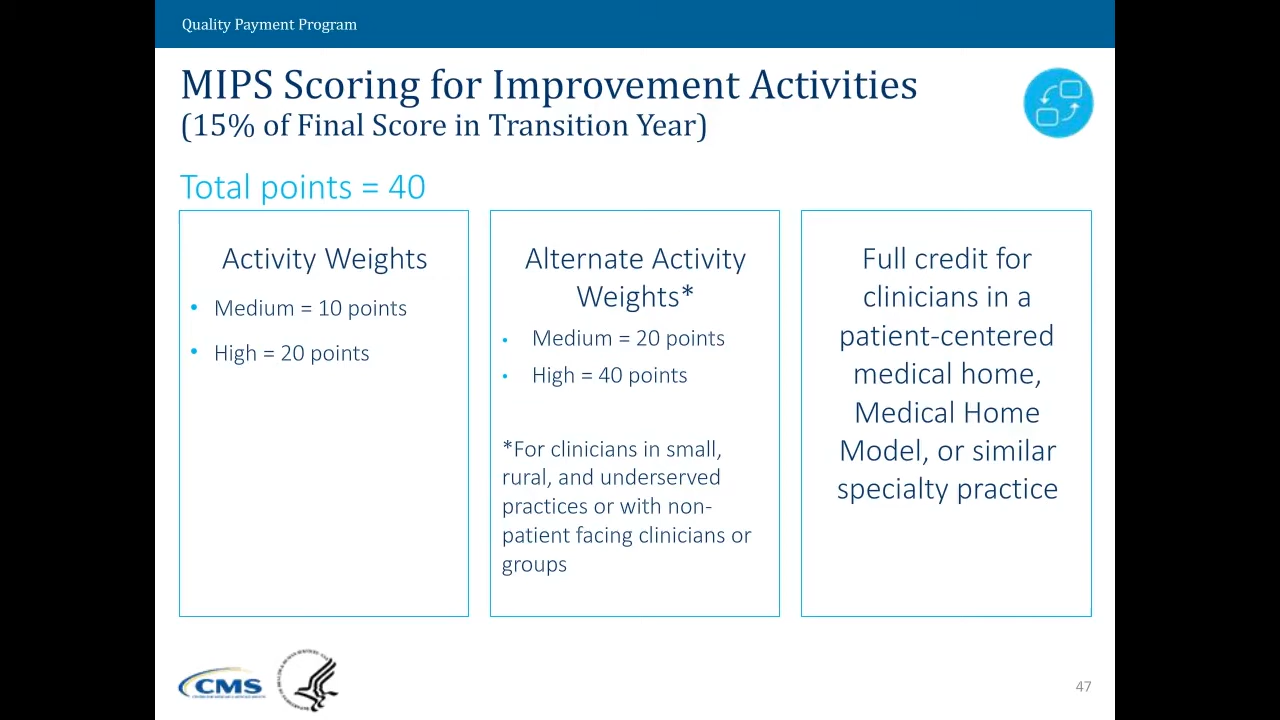 Quality Payment Program
MIPS Scoring for Improvement Activities
(15% of Final Score in Transition Year)
Total points = 40
Activity Weights
• Medium = 10 points
• High = 20 points
Alternate Activity
Weights*
• Medium = 20 points
• High = 40 points
*For clinicians in small,
rural, and underserved
practices or with non-
patient facing clinicians or
groups
Full credit for
clinicians in a
patient-centered
medical home,
Medical Home
Model, or similar
specialty practice
CMS
47